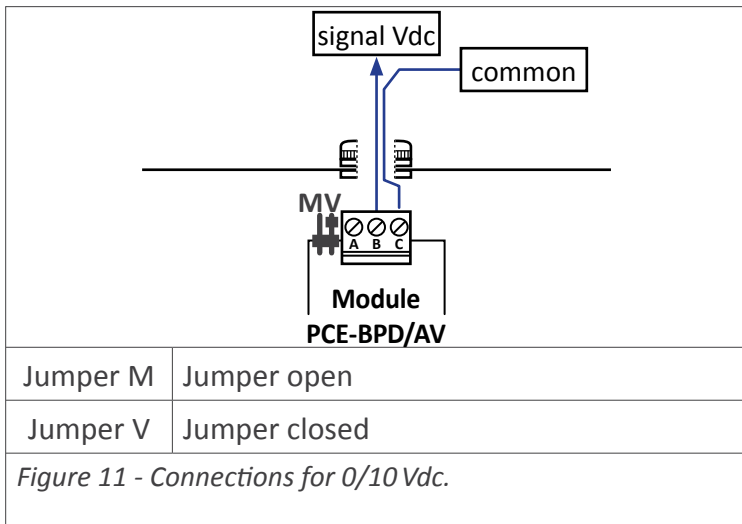 signal Vdc
common
MV
A B C
Module
PCE-BPD/AV
Jumper M Jumper open
Jumper V Jumper closed
Figure 11 - Connections for 0/10 Vdc.